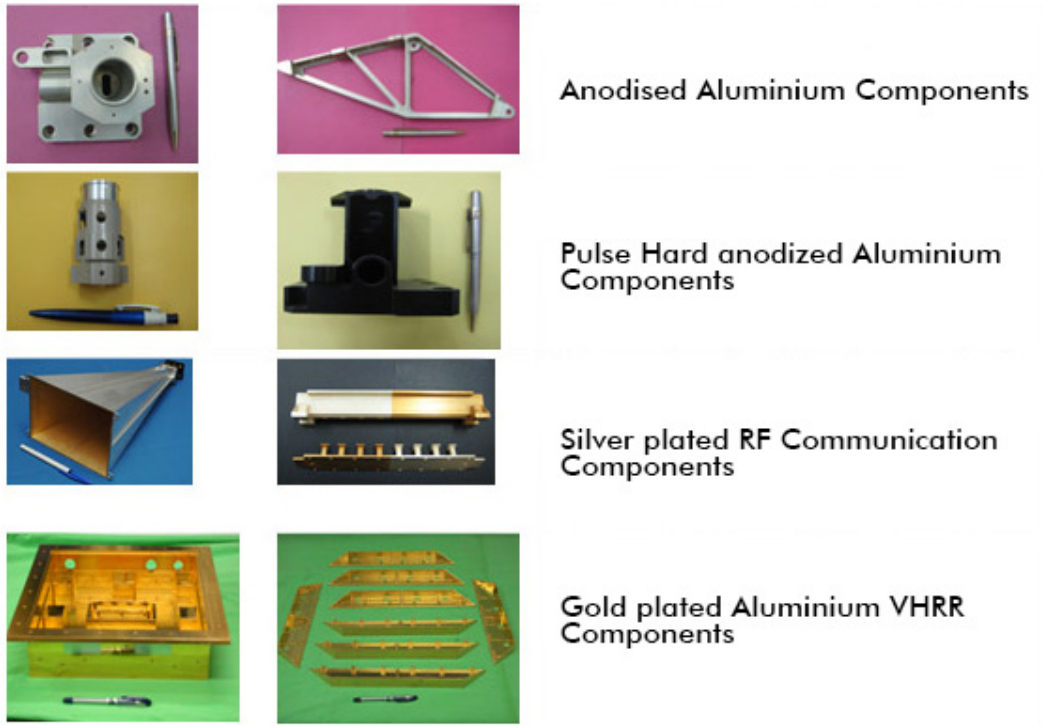 Anodised Aluminium Components
Pulse Hard anodized Aluminium
Components
Silver plated RF Communication
Components
Gold plated Aluminium VHRR
Components